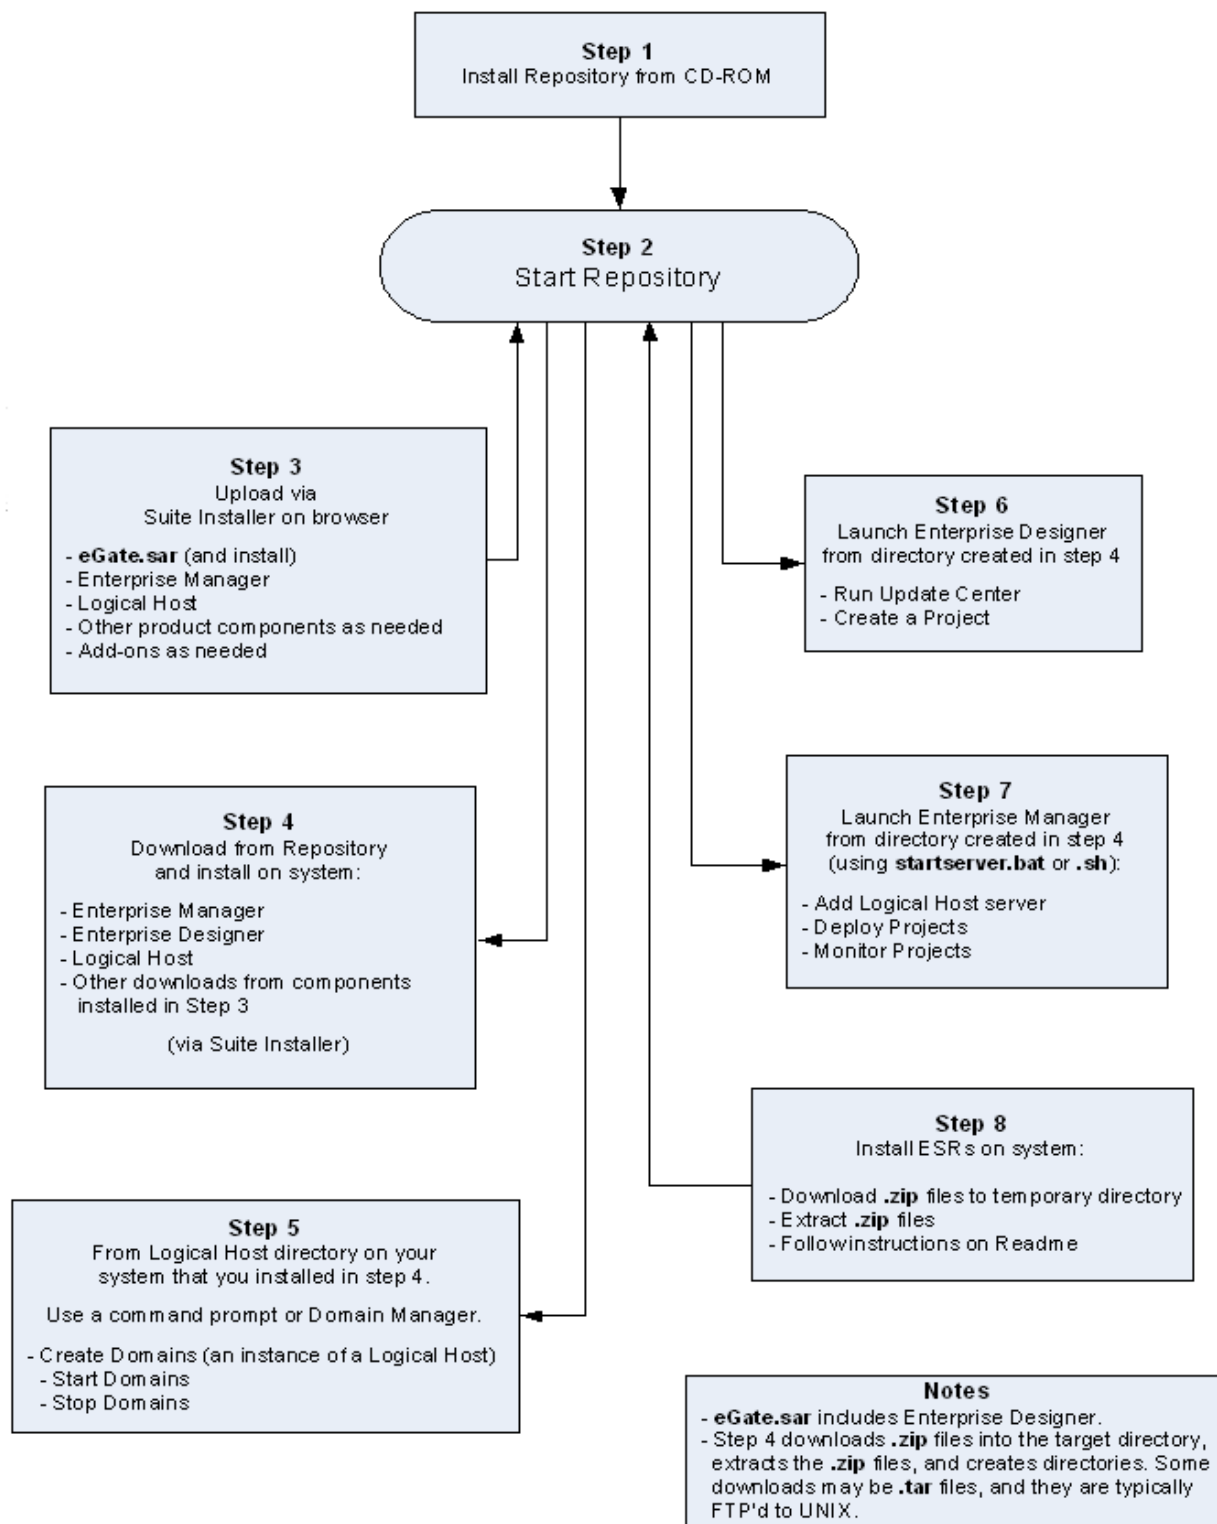 Step 1
Install Repository from CD-ROM
Step 2
Start Repository
Step 3
Upload via
Suite Installer on browser
- eGate.sar (and install)
- Enterprise Manager
- Logical Host
- Other product components as needed
- Add-ons as needed
Step 4
Download from Repository
and install on system:
- Enterprise Manager
- Enterprise Designer
- Logical Host
- Other downloads from components
installed in Step 3
(via Suite Installer)
Step 5
From Logical Host directory on your
system that you installed in step 4.
Use a command prompt or Domain Manager.
- Create Domains (an instance of a Logical Host)
- Start Domains
- Stop Domains
Step 6
Launch Enterprise Designer
from directory created in step 4
- Run Update Center
- Create a Project
Step 7
Launch Enterprise Manager
from directory created in step 4
(using startserver.bat or .sh):
- Add Logical Host server
- Deploy Projects
- Monitor Projects
Step 8
Install ESRs on system:
- Download .zip files to temporary directory
- Extract .zip files
- Follow instructions on Readme
Notes
- eGate.sar includes Enterprise Designer.
- Step 4 downloads .zip files into the target directory,
extracts the .zip files, and creates directories. Some
downloads may be .tar files, and they are typically
FTP'd to UNIX.